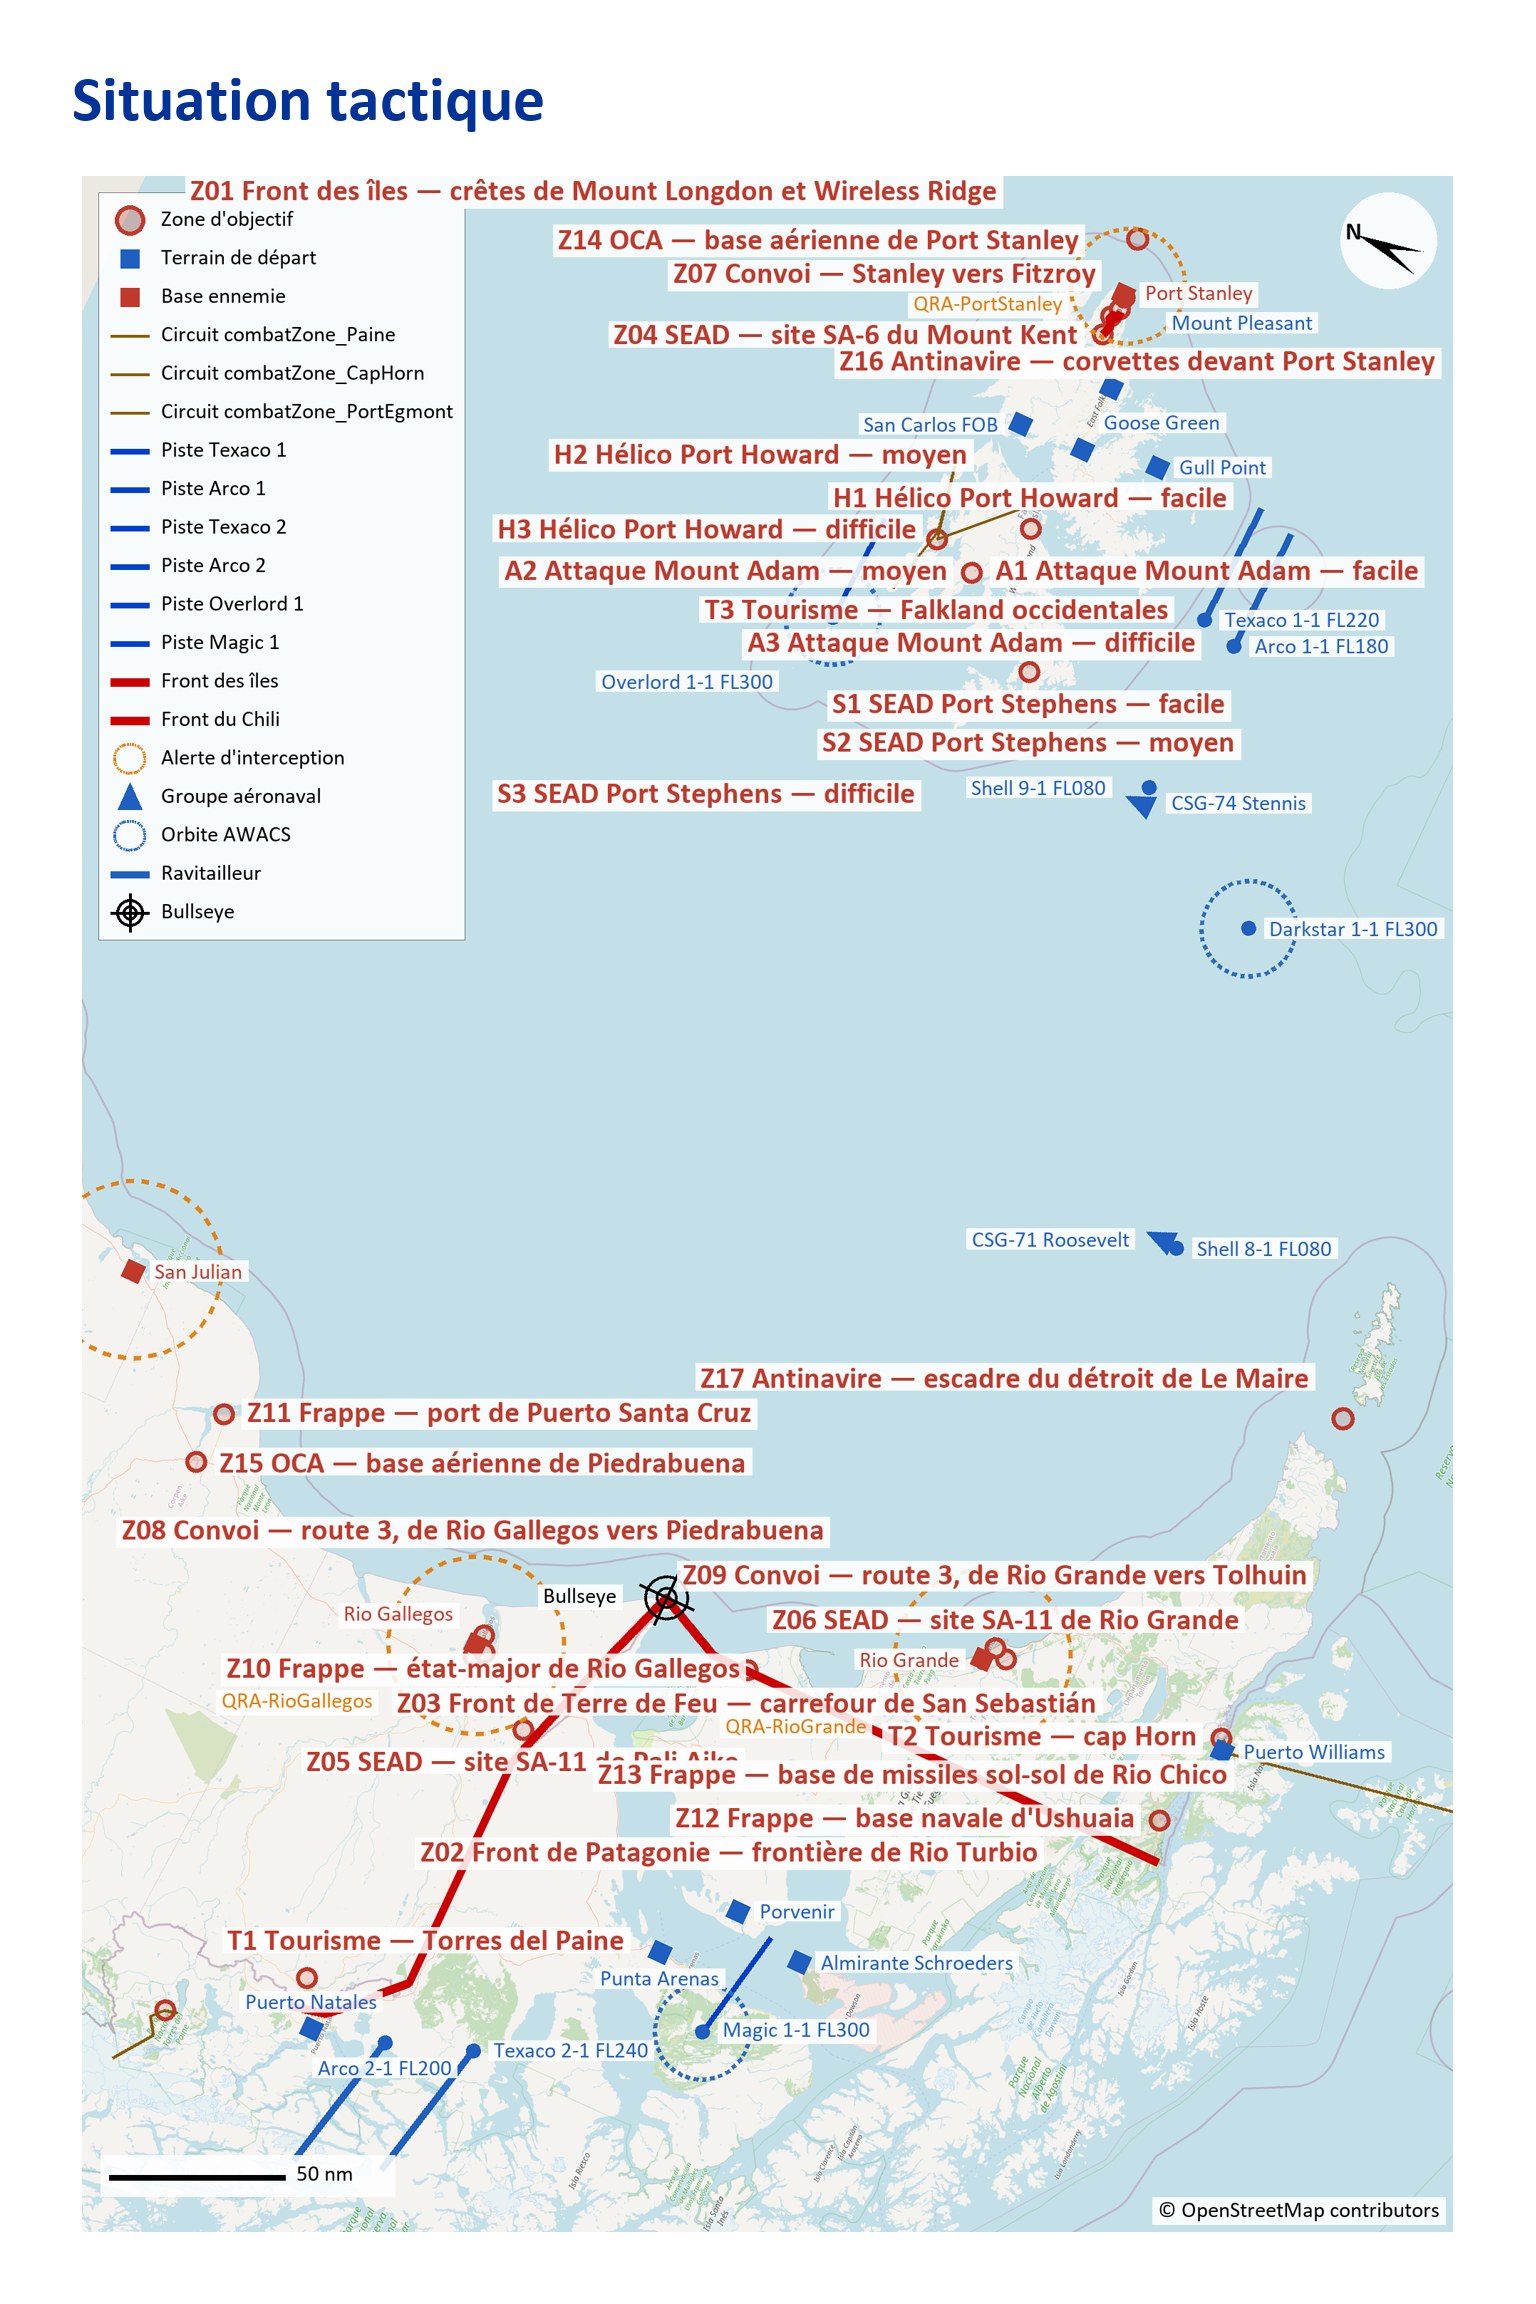 Situation tactique
Z01 Front des îles — crêtes de Mount Longdon et Wireless Ridge
Zone d'objectif
Terrain de départ
Base ennemie
Circuit combatZone_Paine
Circuit combatZone_CapHorn
Circuit combatZone_PortEgmont
Piste Texaco 1
Piste Arco 1
Piste Texaco 2
Piste Arco 2
Piste Overlord 1
Piste Magic 1
Front des îles
Front du Chili
Alerte d'interception
Groupe aéronaval
Orbite AWACS
Ravitailleur
Bullseye
N
Z14 OCA — base aérienne de Port Stanley
Z07 Convoi — Stanley vers Fitzroy
Port Stanley
QRA-PortStanley
Mount Pleasant
Z04 SEAD — site SA-6 du Mount Kent
Z16 Antinavire — corvettes devant Port Stanley
San Carlos FOB
Goose Green
H2 Hélico Port Howard — moyen
Gull Point
H1 Hélico Port Howard — facile
H3 Hélico Port Howard — difficile
A2 Attaque Mount Adam — moyen
A1 Attaque Mount Adam — facile
T3 Tourisme — Falkland occidentales
Texaco 1-1 FL220
A3 Attaque Mount Adam — difficile
Arco 1-1 FL180
Overlord 1-1 FL300
S1 SEAD Port Stephens — facile
S2 SEAD Port Stephens — moyen
S3 SEAD Port Stephens — difficile
Shell 9-1 FL080
CSG-74 Stennis
Darkstar 1-1 FL300
CSG-71 Roosevelt
Shell 8-1 FL080
San Julian
Z17 Antinavire — escadre du détroit de Le Maire
Z11 Frappe — port de Puerto Santa Cruz
Z15 OCA — base aérienne de Piedrabuena
Z08 Convoi — route 3, de Rio Gallegos vers Piedrabuena
Z09 Convoi — route 3, de Rio Grande vers Tolhuin
Bullseye
Rio Gallegos
Z06 SEAD — site SA-11 de Rio Grande
Rio Grande
Z10 Frappe — état-major de Rio Gallegos
QRA-RioGallegos
Z03 Front de Terre de Feu — carrefour de San Sebastián
QRA-RioGrande
T2 Tourisme — cap Horn
Puerto Williams
Z05 SEAD — site SA-11 de Pali Aike
Z13 Frappe — base de missiles sol-sol de Rio Chico
Z12 Frappe — base navale d'Ushuaia
Z02 Front de Patagonie — frontière de Rio Turbio
Porvenir
T1 Tourisme — Torres del Paine
Punta Arenas
Almirante Schroeders
Puerto Natales
Magic 1-1 FL300
Texaco 2-1 FL240
Arco 2-1 FL200
Isla Hoste
Isla Gordon
Parque Nacional Alberto de Agostini
Isla Londonderry
Isla Riesco
50 nm
© OpenStreetMap contributors